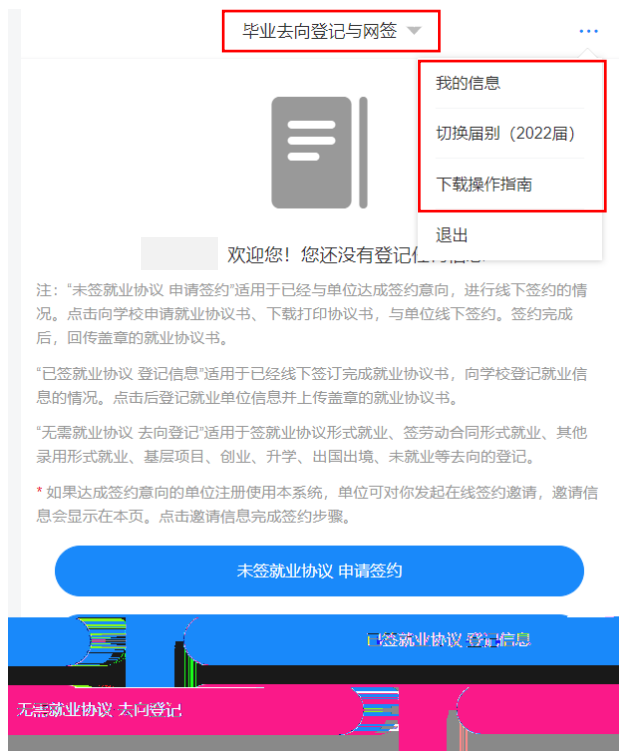 毕业去向登记与网签
我的信息
切换届别（2022届）
下载操作指南
退出
欢迎您！您还没有登记任
注：“未签就业协议 申请签约”适用于已经与单位达成签约意向，进行线下签约的情
况。点击向学校申请就业协议书、下载打印协议书，与单位线下签约。签约完成
后，回传盖章的就业协议书。
“已签就业协议 登记信息”适用于已经线下签订完成就业协议书，向学校登记就业信
息的情况。点击后登记就业单位信息并上传盖章的就业协议书。
“无需就业协议 去向登记”适用于签就业协议形式就业、签劳动合同形式就业、其他
录用形式就业、基层项目、创业、升学、出国出境、未就业等去向的登记。
* 如果达成签约意向的单位注册使用本系统，单位可对你发起在线签约邀请，邀请信
息会显示在本页。点击邀请信息完成签约步骤。
未签就业协议 申请签约
已签就业协议 登记信息
无需就业协议 去向登记